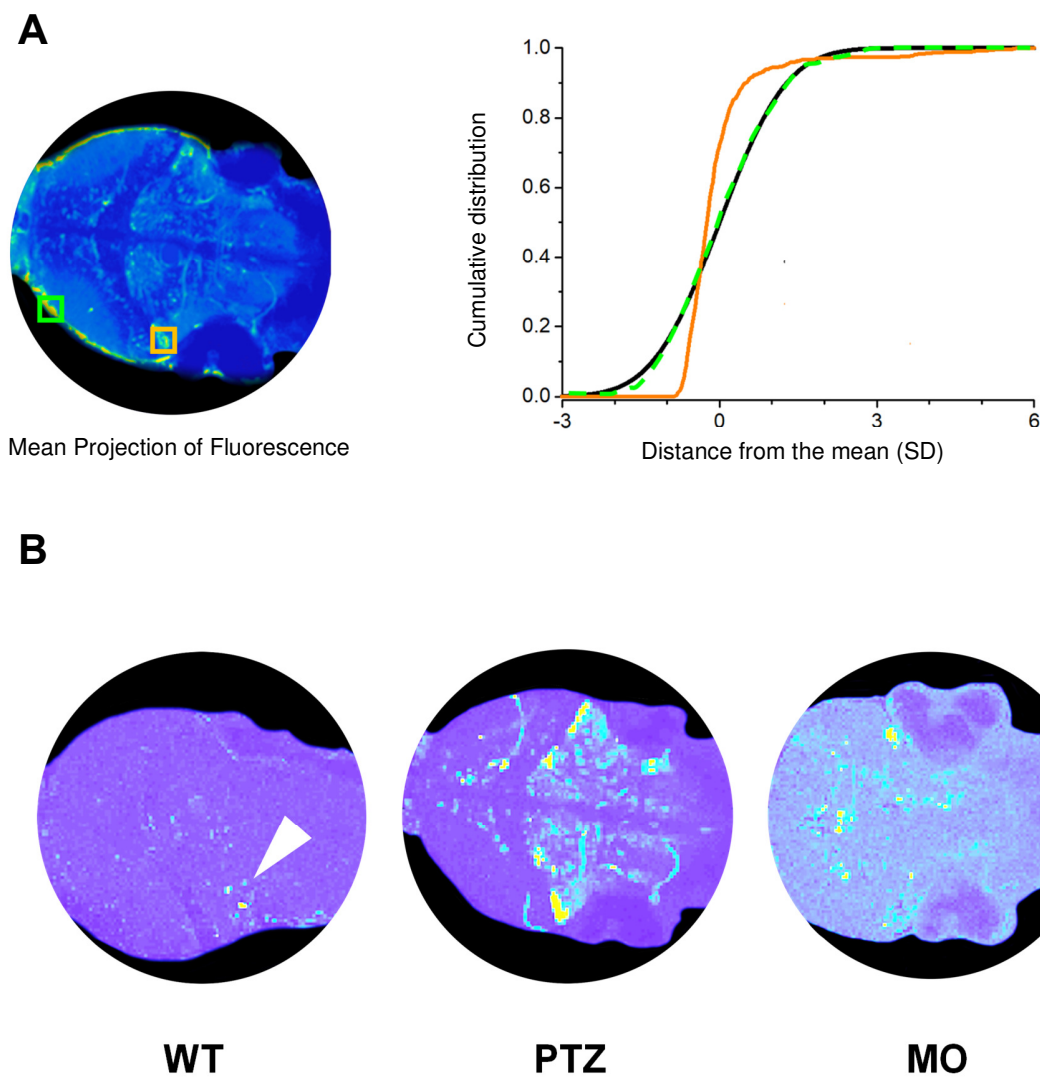 A
1.0
0.8
0.6
0.4
0.2
0.0
-3
0
3
6
Cumulative distribution
Distance from the mean (SD)
Mean Projection of Fluorescence
B
WT
PTZ
MO